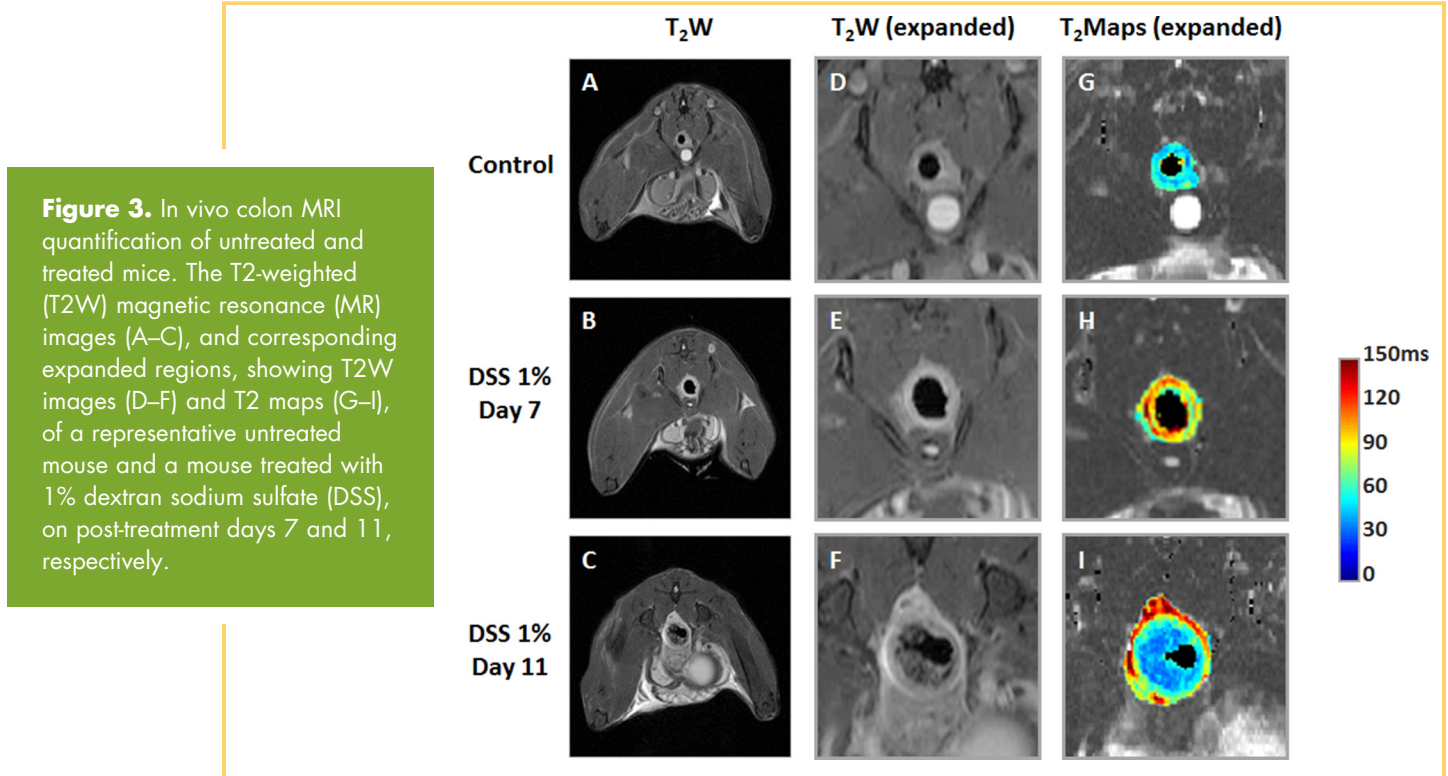 Figure 3. In vivo colon MRI
quantification of untreated and
treated mice. The T2-weighted
(T2W) magnetic resonance (MR)
images (A–C), and corresponding
expanded regions, showing T2W
images (D–F) and T2 maps (G–I),
of a representative untreated
mouse and a mouse treated with
1% dextran sodium sulfate (DSS),
on post-treatment days 7 and 11,
respectively.
T₂W
T₂W (expanded)
T₂Maps (expanded)
Control
A
D
G
DSS 1%
Day 7
B
E
H
DSS 1%
Day 11
C
F
I
150ms
120
90
60
30
0